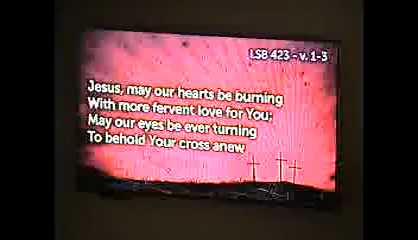 LSB 423 - v. 1-3
Jesus, may our hearts be burning
With more fervent love for You;
May our eyes be ever turning
To behold Your cross anew